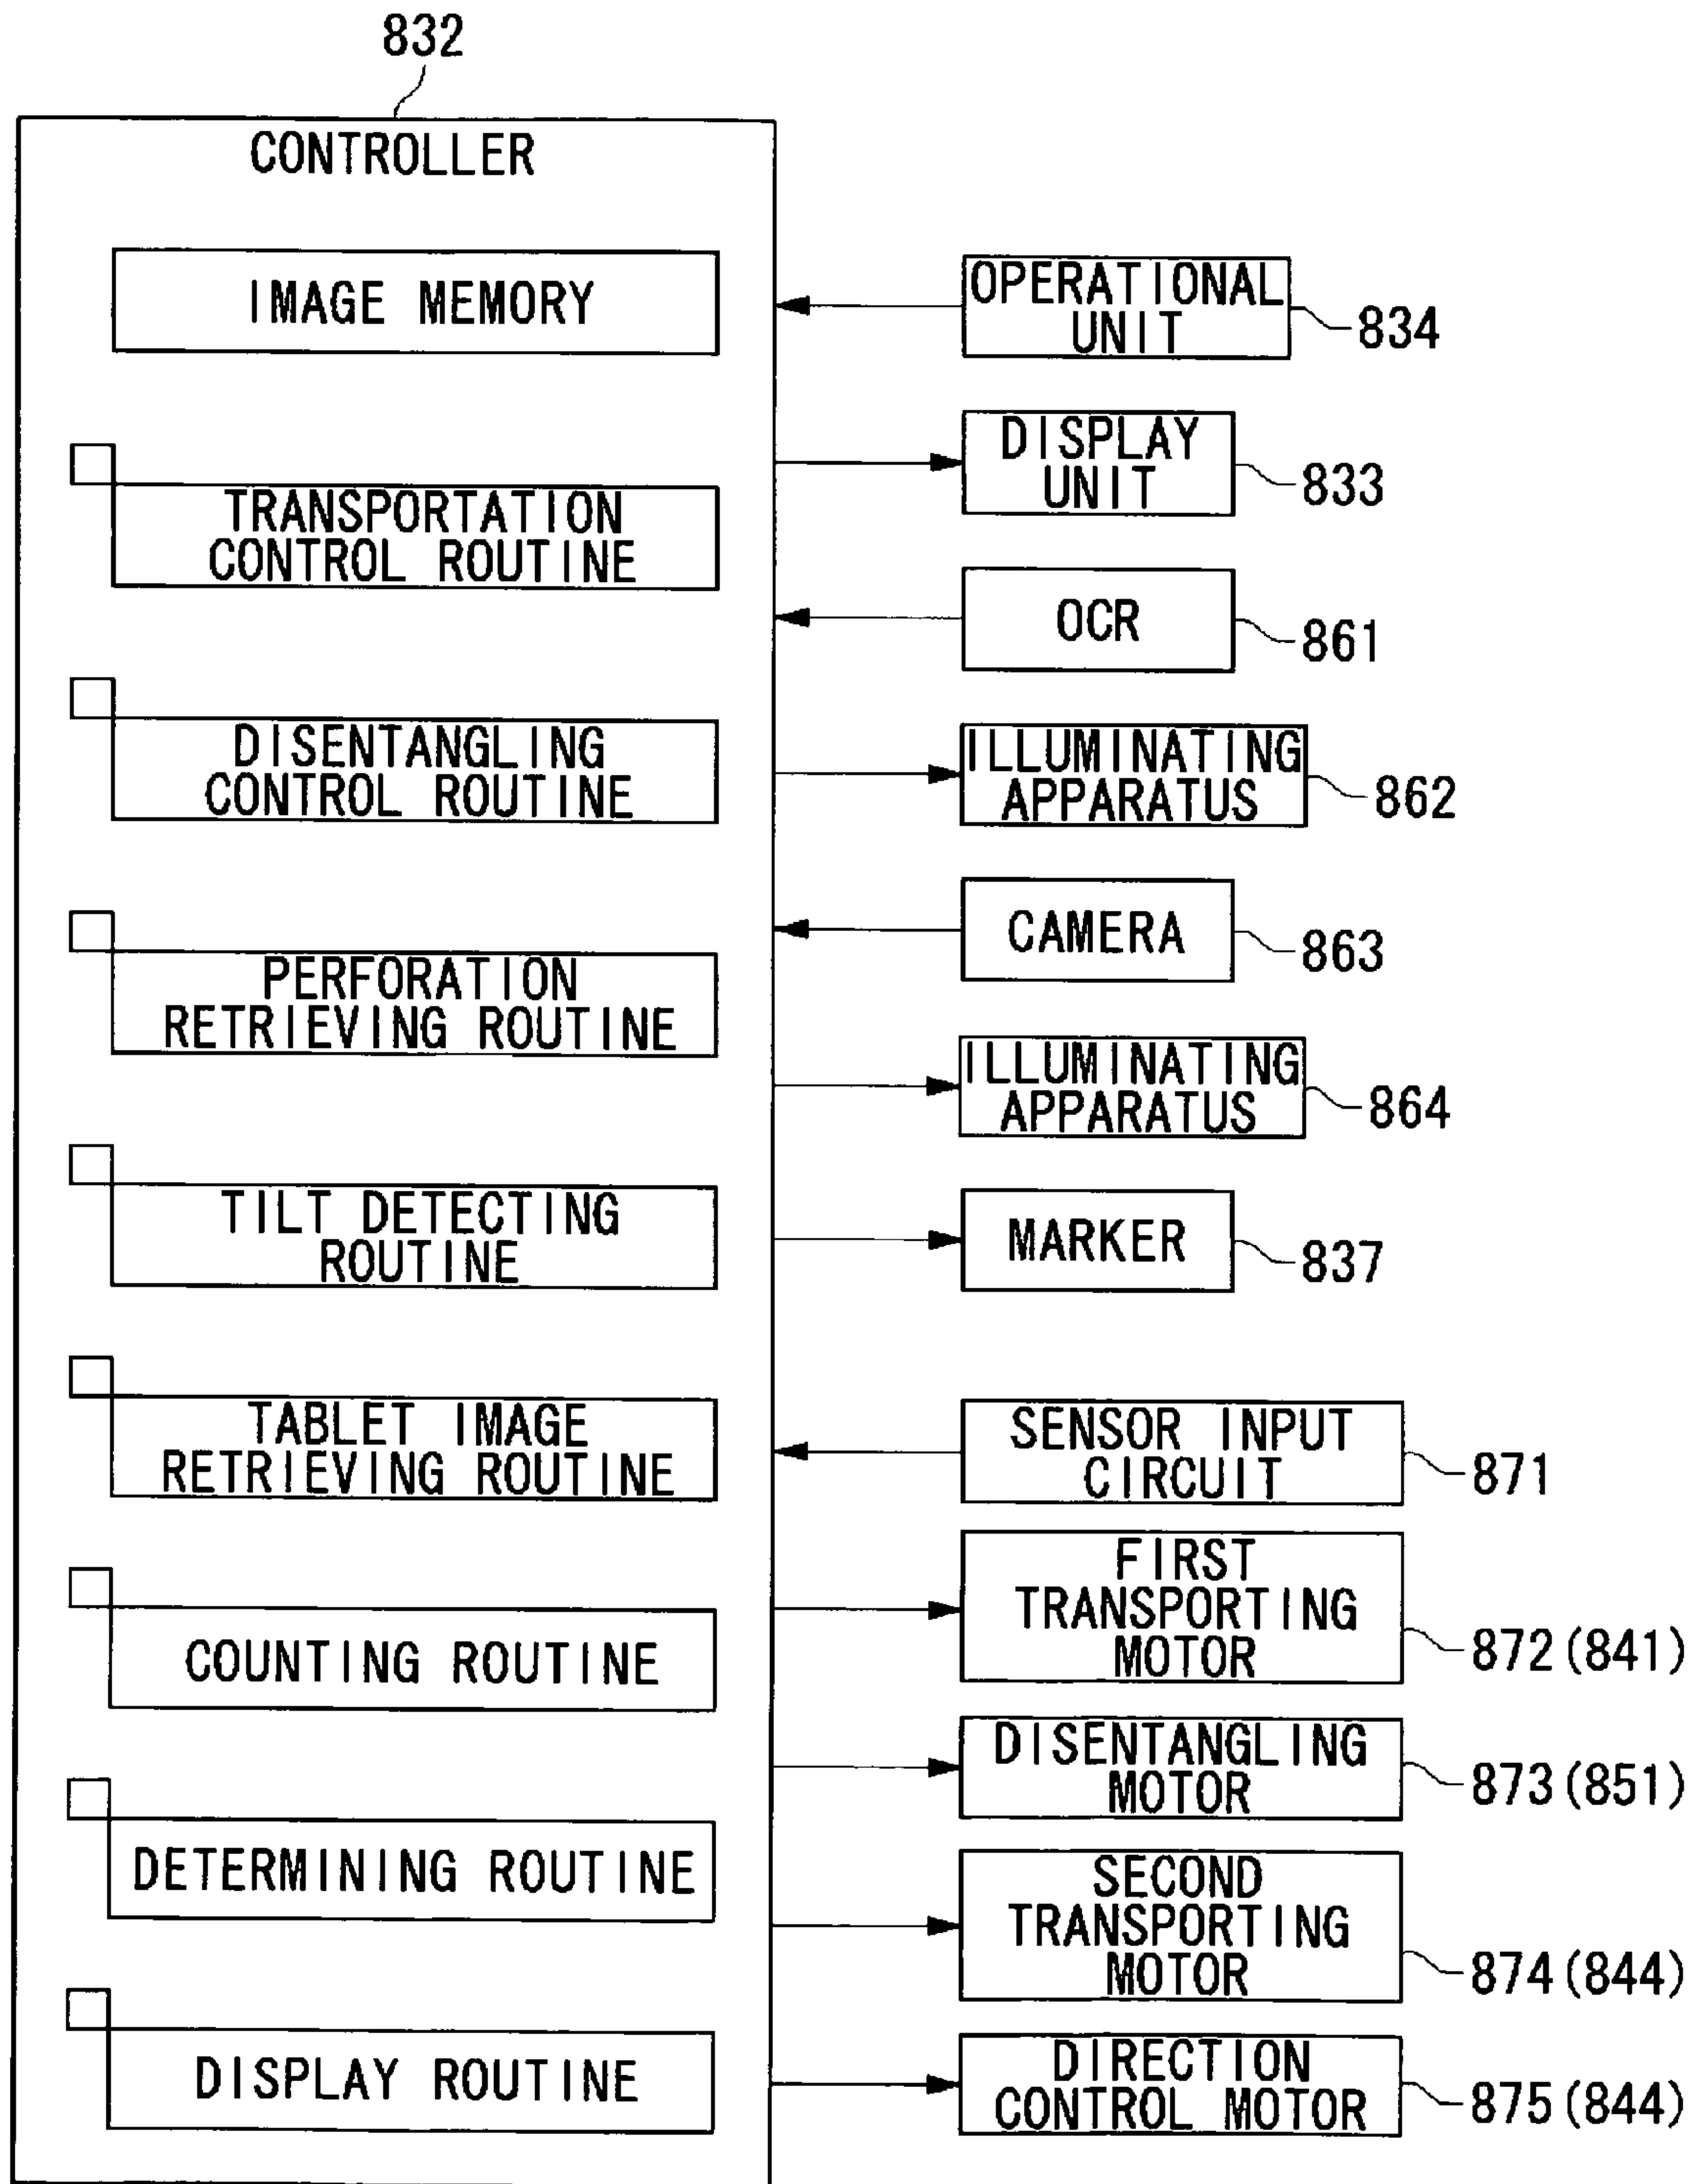 832
CONTROLLER
IMAGE MEMORY
TRANSPORTATION
CONTROL ROUTINE
DISENTANGLING
CONTROL ROUTINE
PERFORATION
RETRIEVING ROUTINE
TILT DETECTING
ROUTINE
TABLET IMAGE
RETRIEVING ROUTINE
COUNTING ROUTINE
DETERMINING ROUTINE
DISPLAY ROUTINE
OPERATIONAL
UNIT
834
DISPLAY
UNIT
833
OCR
861
ILLUMINATING
APPARATUS
862
CAMERA
863
ILLUMINATING
APPARATUS
864
MARKER
837
SENSOR INPUT
CIRCUIT
871
FIRST
TRANSPORTING
MOTOR
872(841)
DISENTANGLING
MOTOR
873(851)
SECOND
TRANSPORTING
MOTOR
874(844)
DIRECTION
CONTROL MOTOR
875(844)